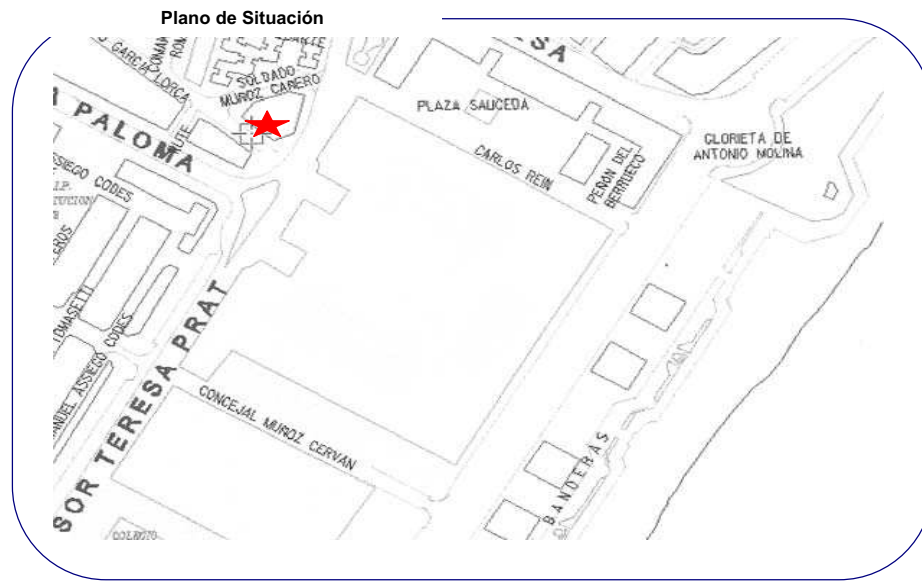 Plano de Situación
GARCIA LORCA
SOLDADO
MUÑOZ CAÑERO
PALOMA
PLAZA SAUCEDA
CARLOS REIN
PEÑON DEL
BERRUECO
GLORIETA DE
ANTONIO MOLINA
ASSIEGO CODES
TOMASETTI
MANUEL ASSIEGO CODES
SOR TERESA PRAT
CONCEJAL MUÑOZ CERVAN
BANDERAS